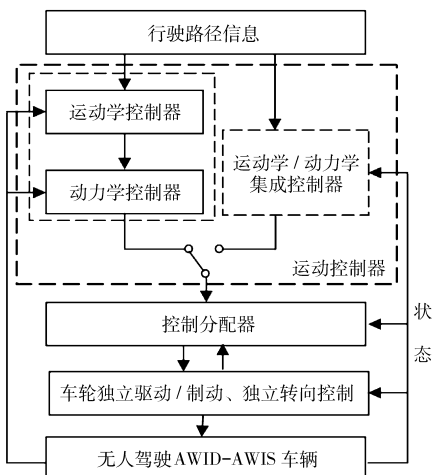 行驶路径信息
运动学控制器
动力学控制器
运动学/动力学
集成控制器
运动控制器
控制分配器
状
态
车轮独立驱动/制动、独立转向控制
无人驾驶AWID-AWIS车辆